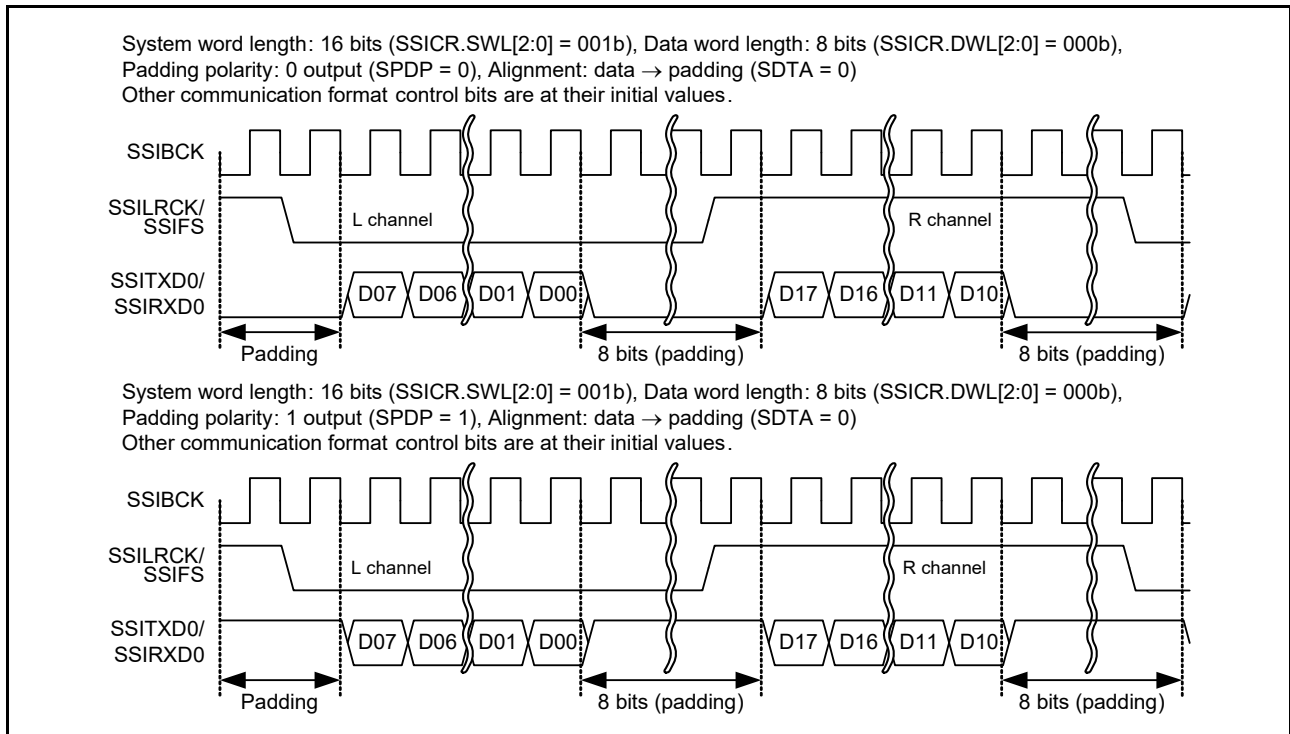 System word length: 16 bits (SSICR.SWL[2:0] = 001b), Data word length: 8 bits (SSICR.DWL[2:0] = 000b),
Padding polarity: 0 output (SPDP = 0), Alignment: data → padding (SDTA = 0)
Other communication format control bits are at their initial values.
SSIBCK
SSILRCK/
SSIFS
L channel
R channel
SSITXD0/
SSIRXD0
D07 D06 D01 D00 D17 D16 D11 D10
Padding
8 bits (padding)
8 bits (padding)
System word length: 16 bits (SSICR.SWL[2:0] = 001b), Data word length: 8 bits (SSICR.DWL[2:0] = 000b),
Padding polarity: 1 output (SPDP = 1), Alignment: data → padding (SDTA = 0)
Other communication format control bits are at their initial values.
SSIBCK
SSILRCK/
SSIFS
L channel
R channel
SSITXD0/
SSIRXD0
D07 D06 D01 D00 D17 D16 D11 D10
Padding
8 bits (padding)
8 bits (padding)